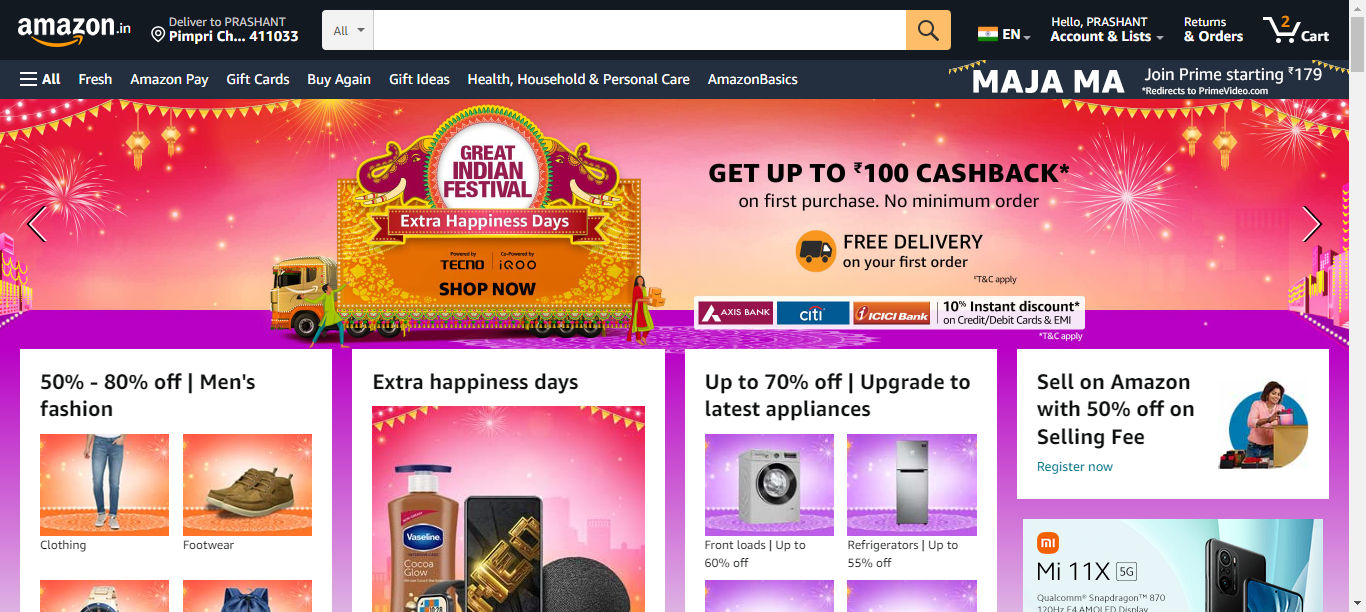 amazon.in
Deliver to PRASHANT
Pimpri Ch... 411033
All
EN
Hello, PRASHANT
Account & Lists
Returns
& Orders
2
Cart
All
Fresh
Amazon Pay
Gift Cards
Buy Again
Gift Ideas
Health, Household & Personal Care
AmazonBasics
MAJA MA
Join Prime starting ₹179
*Redirects to PrimeVideo.com
GREAT
INDIAN
FESTIVAL
Extra Happiness Days
Powered by
TECNO
Co-Powered by
iQOO
SHOP NOW
GET UP TO ₹100 CASHBACK*
on first purchase. No minimum order
FREE DELIVERY
on your first order
*T&C apply
AXIS BANK
citi
ICICI Bank
10% Instant discount*
on Credit/Debit Cards & EMI
*T&C apply
50% - 80% off | Men's
fashion
Clothing
Footwear
Extra happiness days
Vaseline
Cocoa
Glow
Up to 70% off | Upgrade to
latest appliances
Front loads | Up to
60% off
Refrigerators | Up to
55% off
Sell on Amazon
with 50% off on
Selling Fee
Register now
mi
Mi 11X 5G
Qualcomm® Snapdragon™ 870
120Hz E4 AMOLED Display